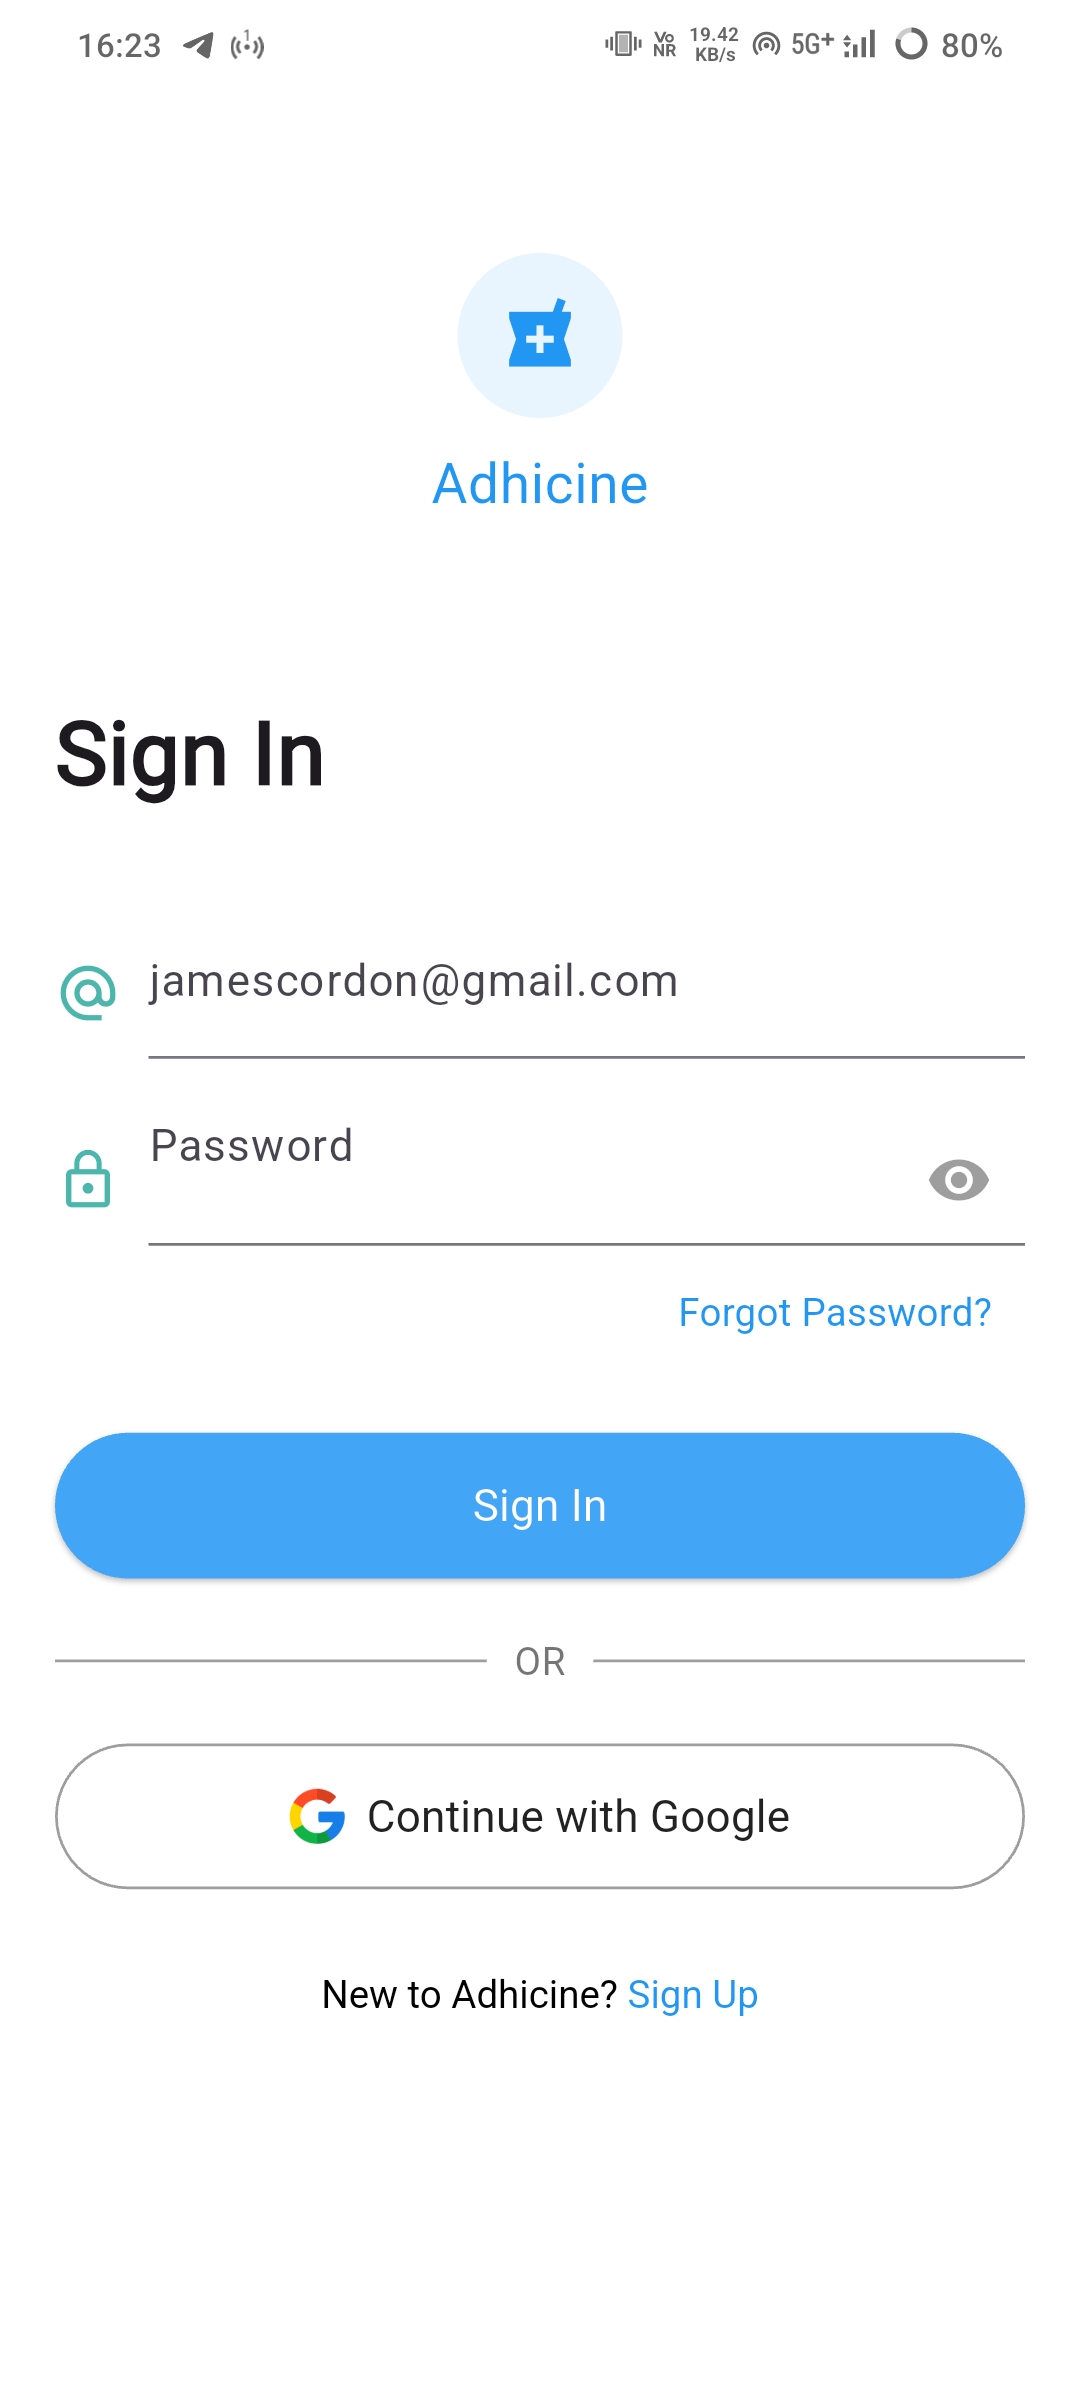 16:23 1 Vo NR 19.42 KB/s 5G+ 80%
Adhicine
Sign In
jamescordon@gmail.com
Password
Forgot Password?
Sign In
OR
Continue with Google
New to Adhicine? Sign Up